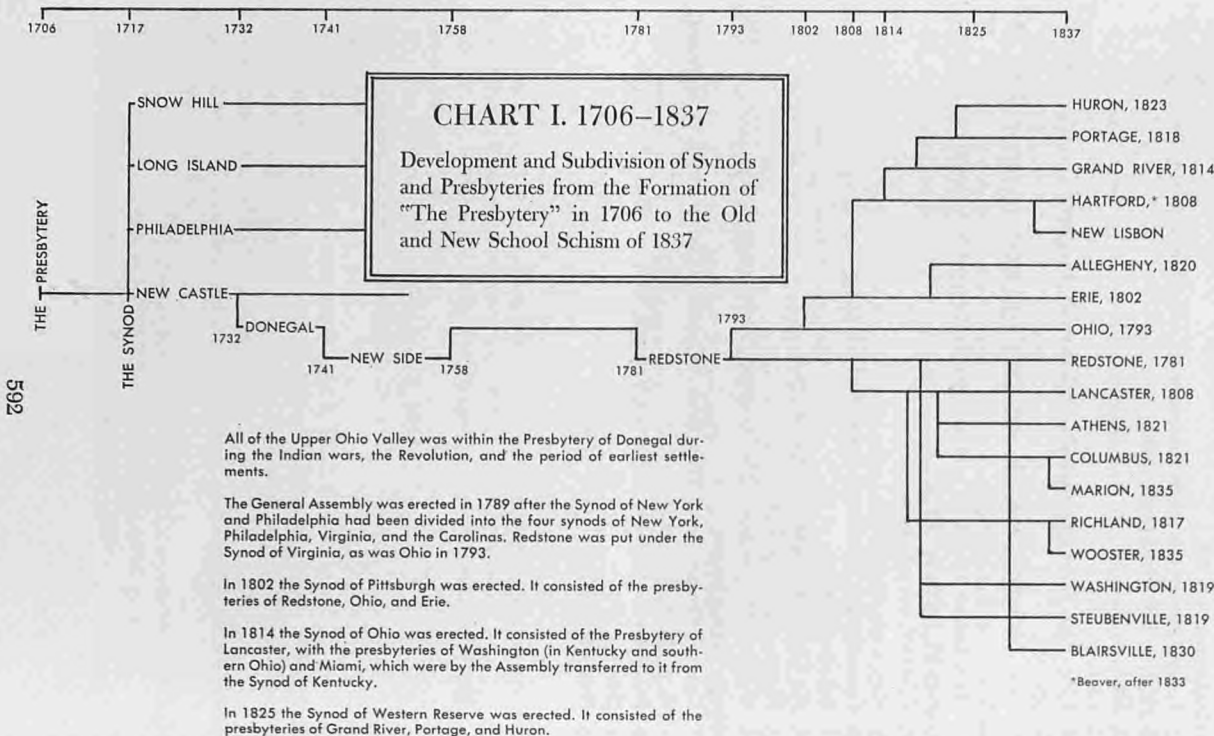 1706 1717 1732 1741 1758 1781 1793 1802 1808 1814 1825 1837
CHART I. 1706–1837
Development and Subdivision of Synods
and Presbyteries from the Formation of
"The Presbytery" in 1706 to the Old
and New School Schism of 1837
THE PRESBYTERY
THE SYNOD
SNOW HILL
LONG ISLAND
PHILADELPHIA
NEW CASTLE
1732
DONEGAL
1741
NEW SIDE
1758
1781
REDSTONE
1793
HURON, 1823
PORTAGE, 1818
GRAND RIVER, 1814
HARTFORD,* 1808
NEW LISBON
ALLEGHENY, 1820
ERIE, 1802
OHIO, 1793
REDSTONE, 1781
LANCASTER, 1808
ATHENS, 1821
COLUMBUS, 1821
MARION, 1835
RICHLAND, 1817
WOOSTER, 1835
WASHINGTON, 1819
STEUBENVILLE, 1819
BLAIRSVILLE, 1830
*Beaver, after 1833
All of the Upper Ohio Valley was within the Presbytery of Donegal dur-
ing the Indian wars, the Revolution, and the period of earliest settle-
ments.
The General Assembly was erected in 1789 after the Synod of New York
and Philadelphia had been divided into the four synods of New York,
Philadelphia, Virginia, and the Carolinas. Redstone was put under the
Synod of Virginia, as was Ohio in 1793.
In 1802 the Synod of Pittsburgh was erected. It consisted of the presby-
teries of Redstone, Ohio, and Erie.
In 1814 the Synod of Ohio was erected. It consisted of the Presbytery of
Lancaster, with the presbyteries of Washington (in Kentucky and south-
ern Ohio) and Miami, which were by the Assembly transferred to it from
the Synod of Kentucky.
In 1825 the Synod of Western Reserve was erected. It consisted of the
presbyteries of Grand River, Portage, and Huron.
592